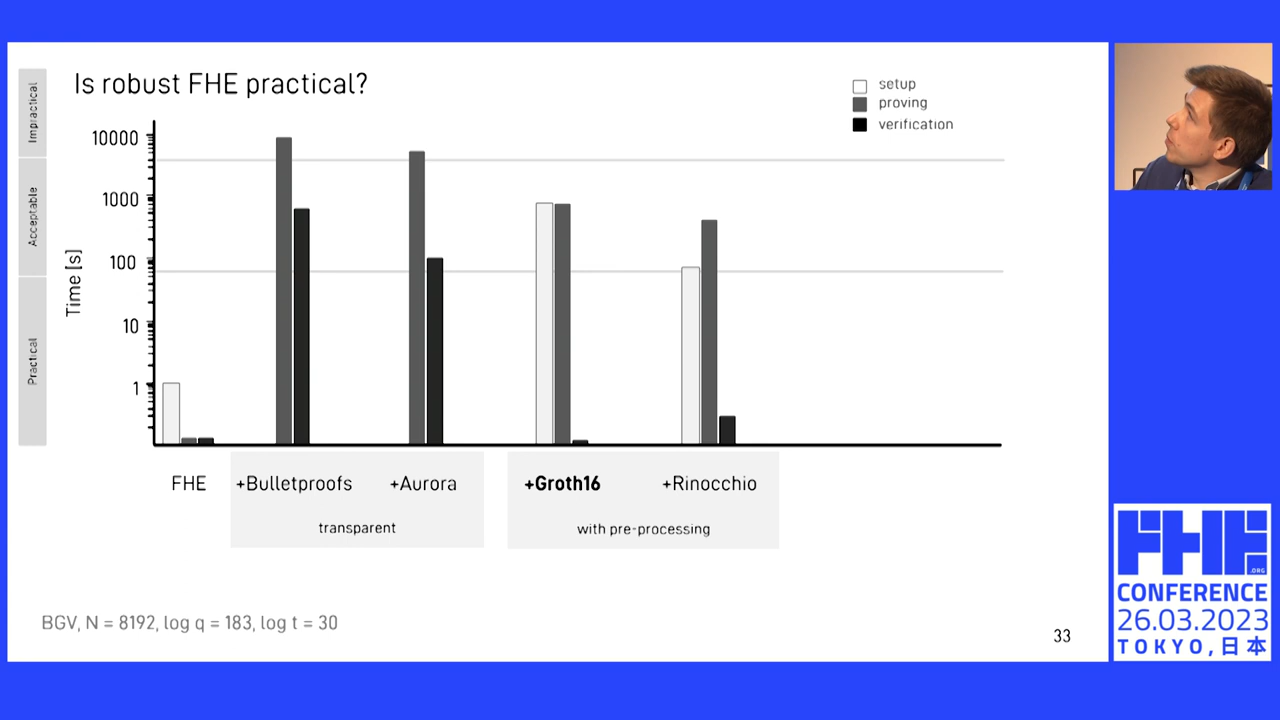 Is robust FHE practical?
setup
proving
verification
Impractical
Acceptable
Practical
Time [s]
10000
1000
100
10
1
FHE
+Bulletproofs
+Aurora
+Groth16
+Rinocchio
transparent
with pre-processing
BGV, N = 8192, log q = 183, log t = 30
33
FHE
.ORG
CONFERENCE
26.03.2023
TOKYO, 日本